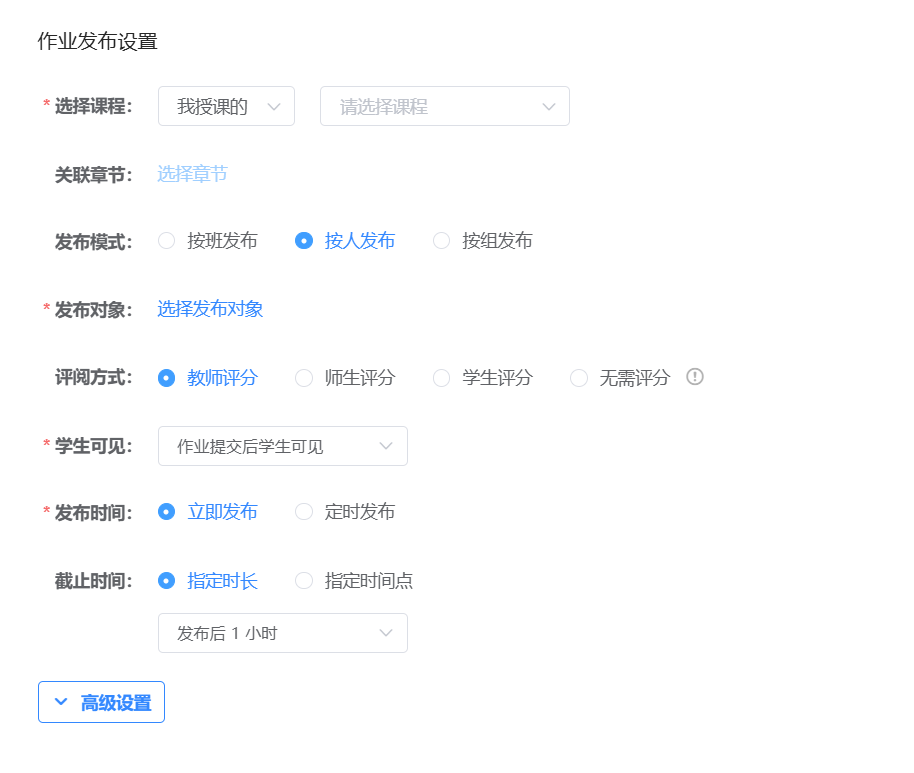 作业发布设置
* 选择课程： 我授课的 请选择课程
关联章节： 选择章节
发布模式： 按班发布 按人发布 按组发布
* 发布对象： 选择发布对象
评阅方式： 教师评分 师生评分 学生评分 无需评分
* 学生可见： 作业提交后学生可见
* 发布时间： 立即发布 定时发布
截止时间： 指定时长 指定时间点
发布后 1 小时
高级设置